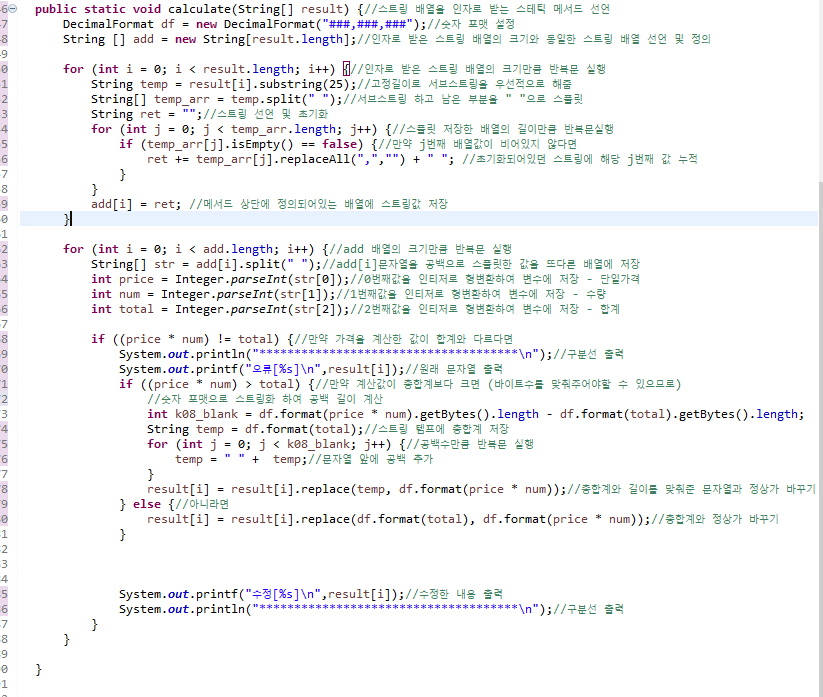 public static void calculate(String[] result) {//스트링 배열을 인자로 받는 스테틱 메서드 선언
DecimalFormat df = new DecimalFormat("###,###,###");//숫자 포맷 설정
String [] add = new String[result.length];//인자로 받은 스트링 배열의 크기와 동일한 스트링 배열 선언 및 정의
for (int i = 0; i < result.length; i++) {//인자로 받은 스트링 배열의 크기만큼 반복문 실행
String temp = result[i].substring(25);//고정길이로 서브스트링을 우선적으로 해줌
String[] temp_arr = temp.split(" ");//서브스트링 하고 남은 부분을 " "으로 스플릿
String ret = "";//스트링 선언 및 초기화
for (int j = 0; j < temp_arr.length; j++) {//스플릿 저장한 배열의 길이만큼 반복문실행
if (temp_arr[j].isEmpty() == false) {//만약 j번째 배열값이 비어있지 않다면
ret += temp_arr[j].replaceAll(",","") + " "; //초기화되어있던 스트링에 해당 j번째 값 누적
}
}
add[i] = ret; //메서드 상단에 정의되어있는 배열에 스트링값 저장
}
for (int i = 0; i < add.length; i++) {//add 배열의 크기만큼 반복문 실행
String[] str = add[i].split(" ");//add[i]문자열을 공백으로 스플릿한 값을 또다른 배열에 저장
int price = Integer.parseInt(str[0]);//0번째값을 인티저로 형변환하여 변수에 저장 - 단일가격
int num = Integer.parseInt(str[1]);//1번째값을 인티저로 형변환하여 변수에 저장 - 수량
int total = Integer.parseInt(str[2]);//2번째값을 인티저로 형변환하여 변수에 저장 - 합계
if ((price * num) != total) {//만약 가격을 계산한 값이 합계와 다르다면
System.out.println("*************************************\n");//구분선 출력
System.out.printf("오류[%s]\n",result[i]);//원래 문자열 출력
if ((price * num) > total) {//만약 계산값이 총합계보다 크면 (바이트수를 맞춰주어야할 수 있으므로)
//숫자 포맷으로 스트링화 하여 공백 길이 계산
int k08_blank = df.format(price * num).getBytes().length - df.format(total).getBytes().length;
String temp = df.format(total);//스트링 템프에 총합계 저장
for (int j = 0; j < k08_blank; j++) {//공백수만큼 반복문 실행
temp = " " + temp;//문자열 앞에 공백 추가
}
result[i] = result[i].replace(temp, df.format(price * num));//총합계와 길이를 맞춰준 문자열과 정상가 바꾸기
} else {//아니라면
result[i] = result[i].replace(df.format(total), df.format(price * num));//총합계와 정상가 바꾸기
}
System.out.printf("수정[%s]\n",result[i]);//수정한 내용 출력
System.out.println("*************************************\n");//구분선 출력
}
}
}